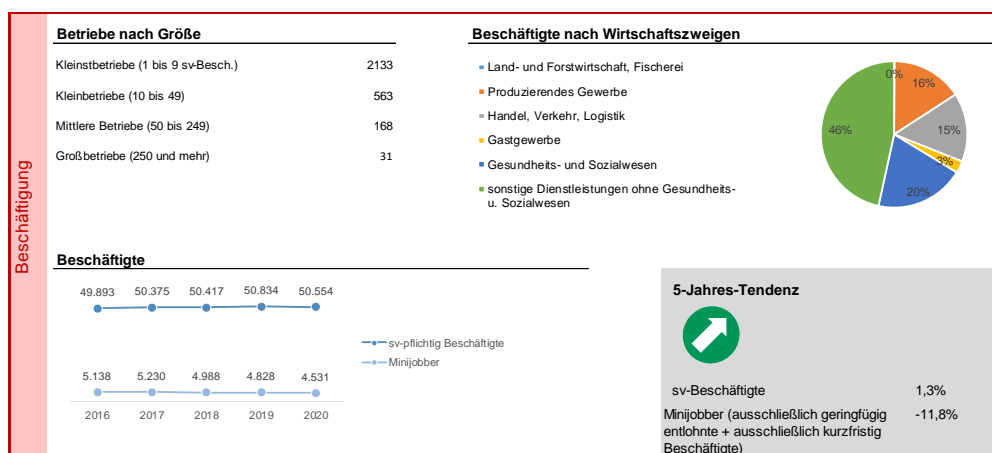 Beschäftigung
Betriebe nach Größe
Kleinstbetriebe (1 bis 9 sv-Besch.) 2133
Kleinbetriebe (10 bis 49) 563
Mittlere Betriebe (50 bis 249) 168
Großbetriebe (250 und mehr) 31
Beschäftigte nach Wirtschaftszweigen
Land- und Forstwirtschaft, Fischerei
Produzierendes Gewerbe
Handel, Verkehr, Logistik
Gastgewerbe
Gesundheits- und Sozialwesen
sonstige Dienstleistungen ohne Gesundheits-
u. Sozialwesen
0%
16%
15%
3%
20%
46%
Beschäftigte
49.893 50.375 50.417 50.834 50.554
sv-pflichtig Beschäftigte
Minijobber
5.138 5.230 4.988 4.828 4.531
2016 2017 2018 2019 2020
5-Jahres-Tendenz
sv-Beschäftigte 1,3%
Minijobber (ausschließlich geringfügig -11,8%
entlohnte + ausschließlich kurzfristig
Beschäftigte)